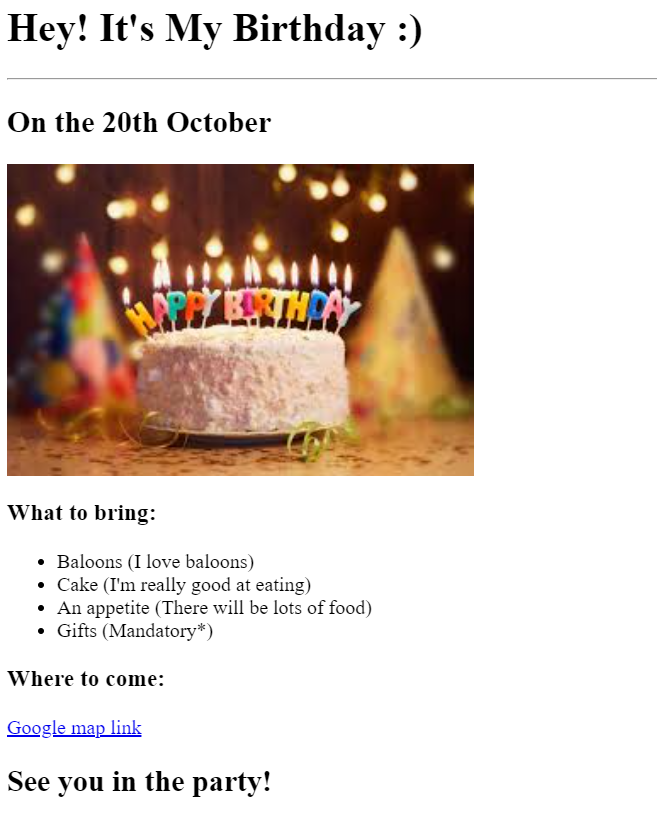 Hey! It's My Birthday :)
On the 20th October
HAPPY BIRTHDAY
What to bring:
Baloons (I love baloons)
Cake (I'm really good at eating)
An appetite (There will be lots of food)
Gifts (Mandatory*)
Where to come:
Google map link
See you in the party!